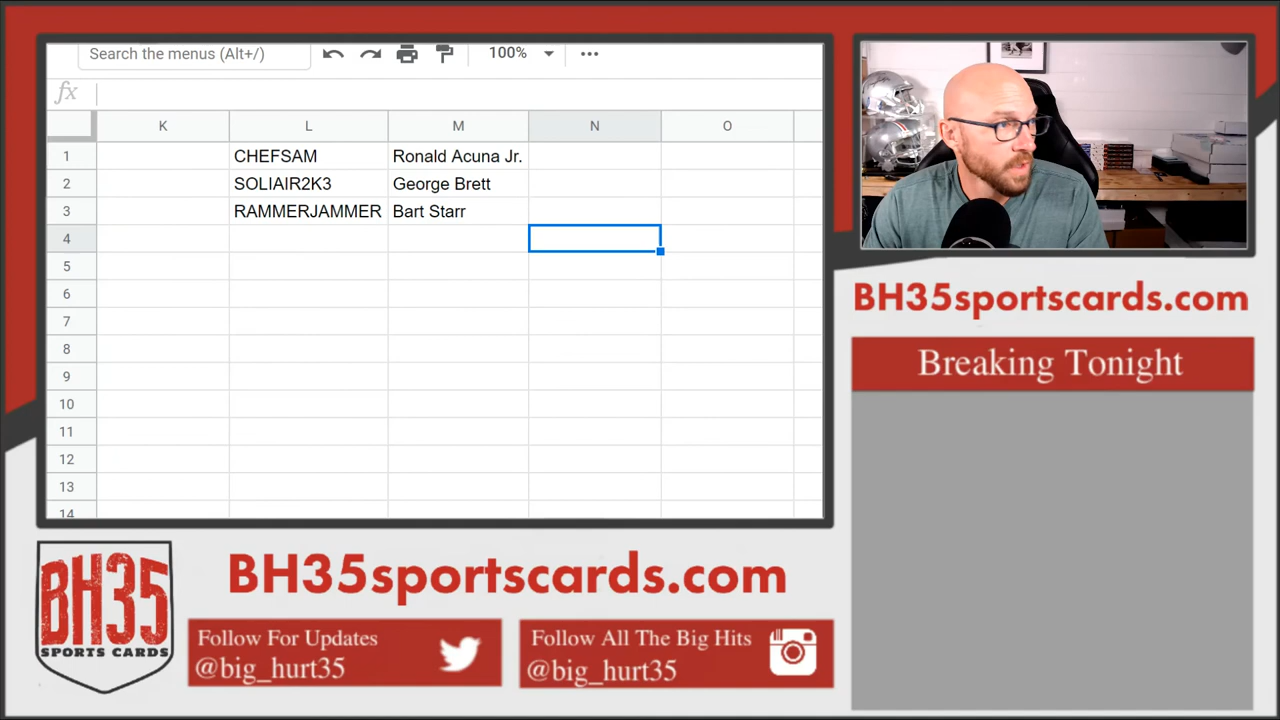 Search the menus (Alt+/)
100%
fx
K L M N O
1 CHEFSAM Ronald Acuna Jr.
2 SOLIAIR2K3 George Brett
3 RAMMERJAMMER Bart Starr
4
5
6
7
8
9
10
11
12
13
14
BH35sportscards.com
Breaking Tonight
BH35
SPORTS CARDS
BH35sportscards.com
Follow For Updates
@big_hurt35
Follow All The Big Hits
@big_hurt35